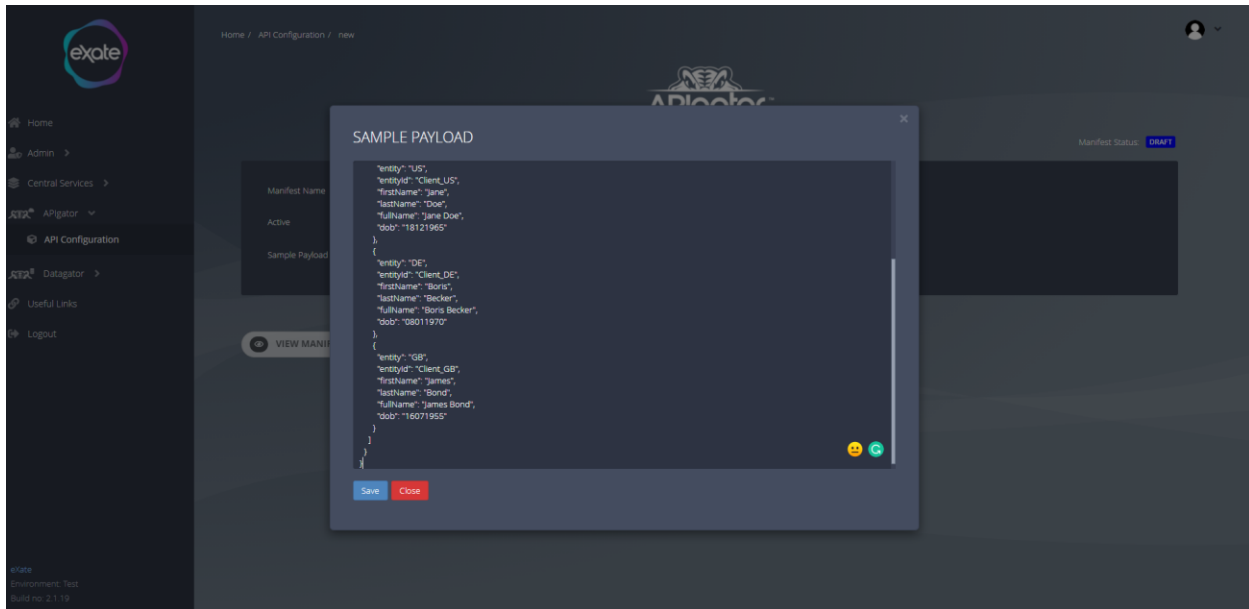 exate
Home / API Configuration / new
Home
Admin >
Central Services >
APIgator
API Configuration
Datagator >
Useful Links
Logout
eXate
Environment: Test
Build no: 2.1.19
Manifest Status: DRAFT
Manifest Name
Active
Sample Payload
VIEW MANIF
SAMPLE PAYLOAD
×
"entity": "US",
"entityId": "Client_US",
"firstName": "Jane",
"lastName": "Doe",
"fullName": "Jane Doe",
"dob": "18121965"
},
{
"entity": "DE",
"entityId": "Client_DE",
"firstName": "Boris",
"lastName": "Becker",
"fullName": "Boris Becker",
"dob": "08011970"
},
{
"entity": "GB",
"entityId": "Client_GB",
"firstName": "James",
"lastName": "Bond",
"fullName": "James Bond",
"dob": "16071955"
}
]
}
}
Save Close